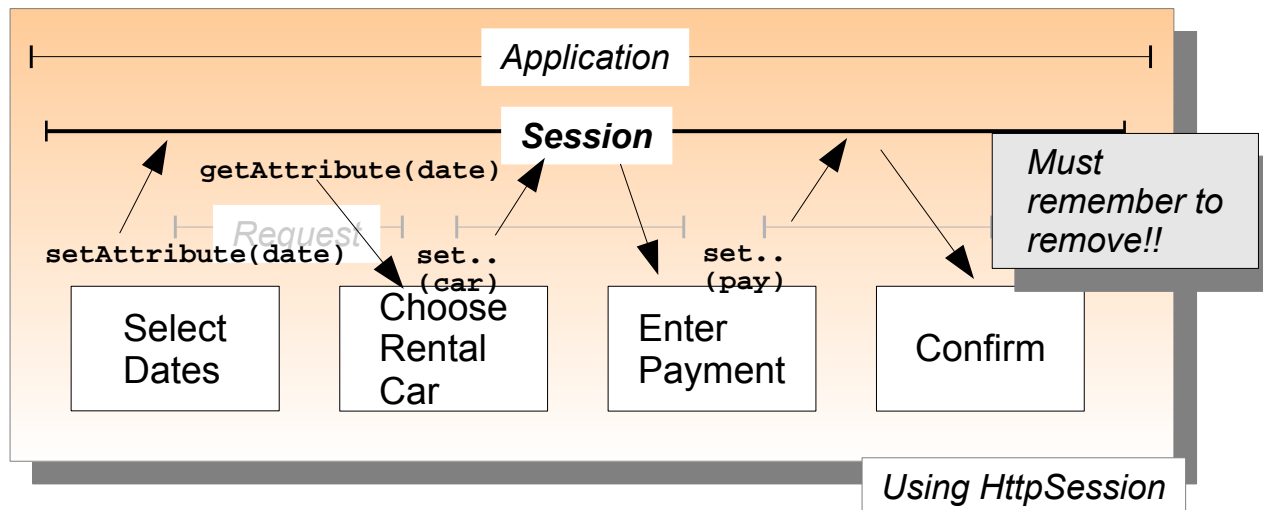 Application
Session
getAttribute(date)
Request
setAttribute(date)
set..
(car)
set..
(pay)
Must
remember to
remove!!
Select
Dates
Choose
Rental
Car
Enter
Payment
Confirm
Using HttpSession